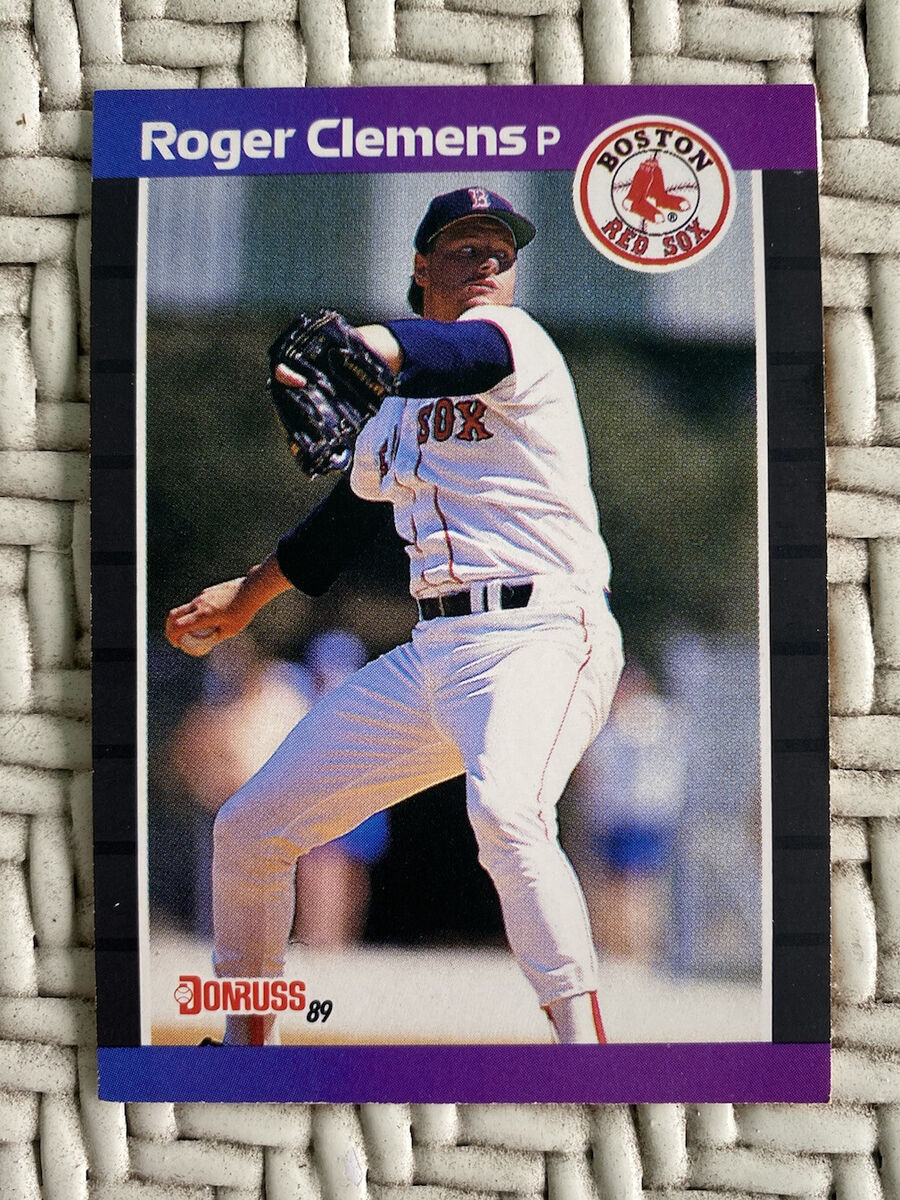 Roger Clemens P
BOSTON
RED SOX
®
B
SOX
DONRUSS 89